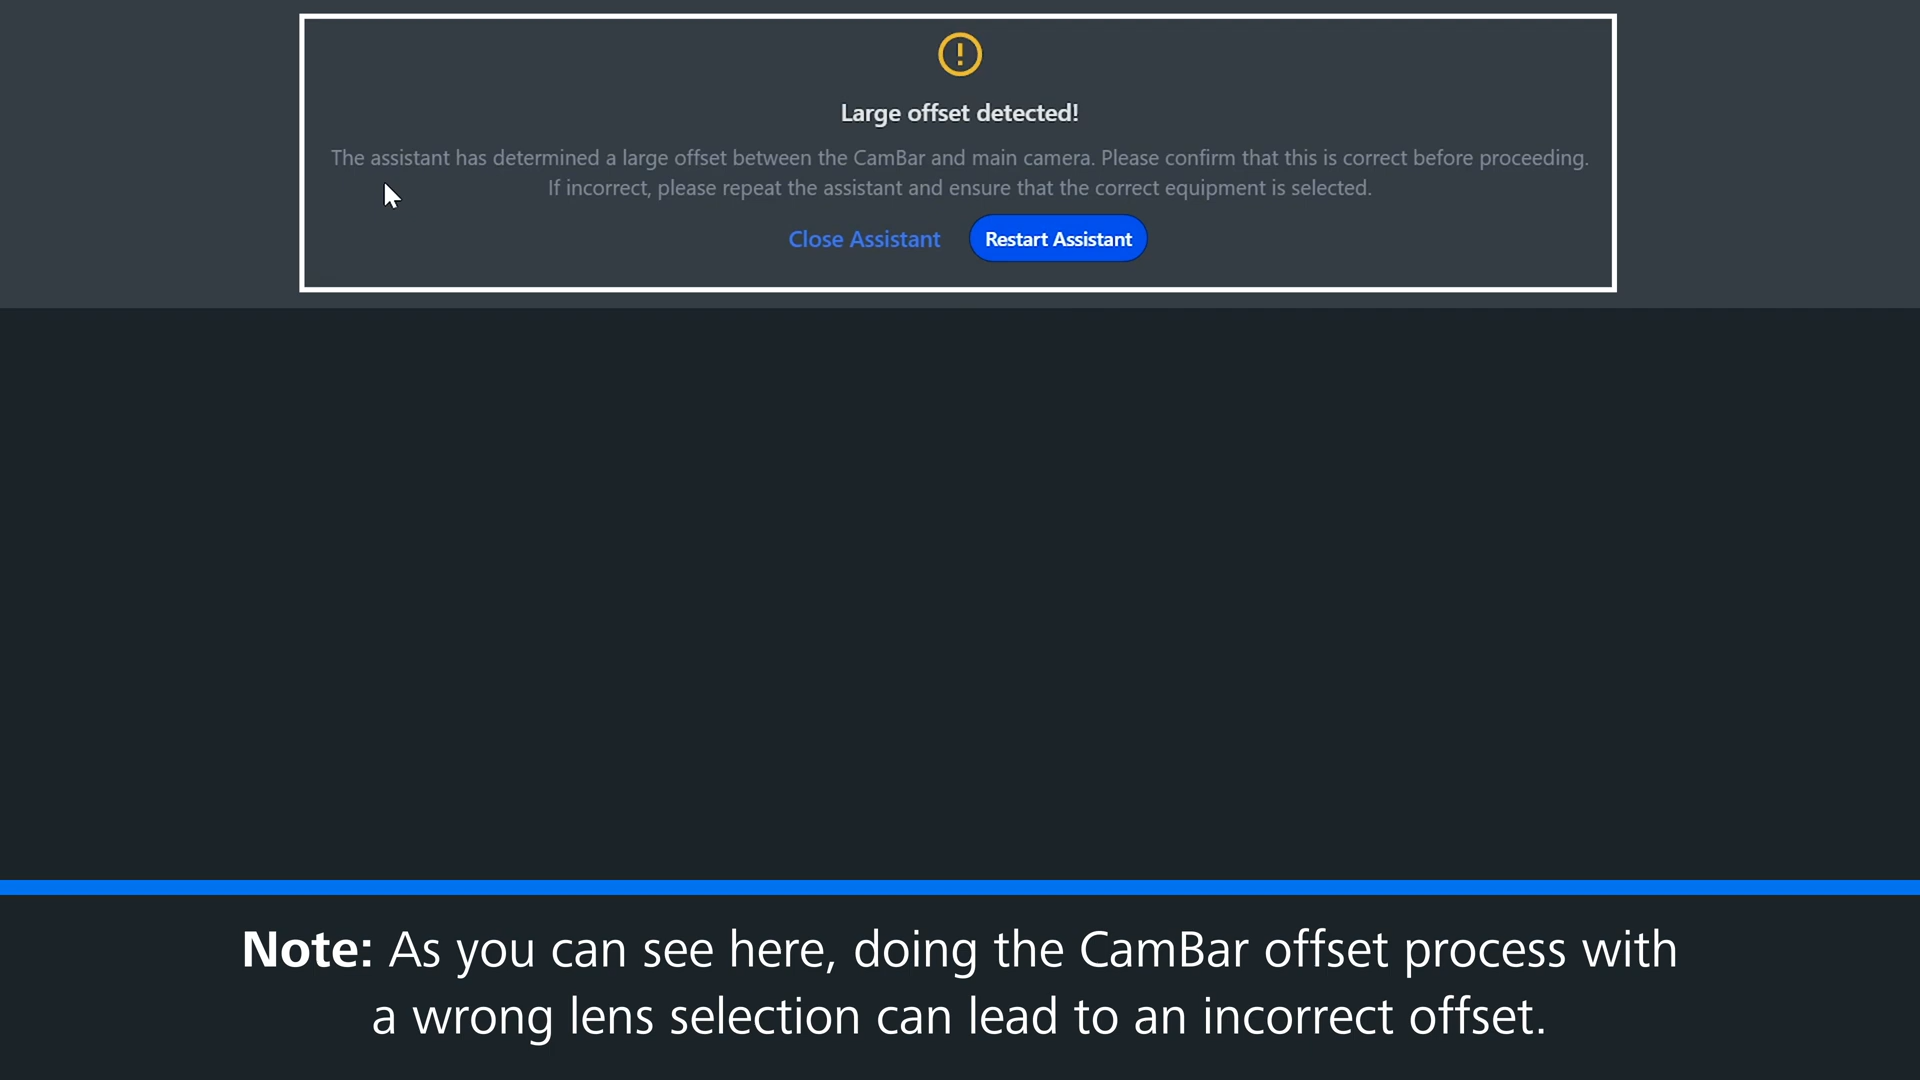 Large offset detected!
The assistant has determined a large offset between the CamBar and main camera. Please confirm that this is correct before proceeding.
If incorrect, please repeat the assistant and ensure that the correct equipment is selected.
Close Assistant Restart Assistant
Note: As you can see here, doing the CamBar offset process with
a wrong lens selection can lead to an incorrect offset.